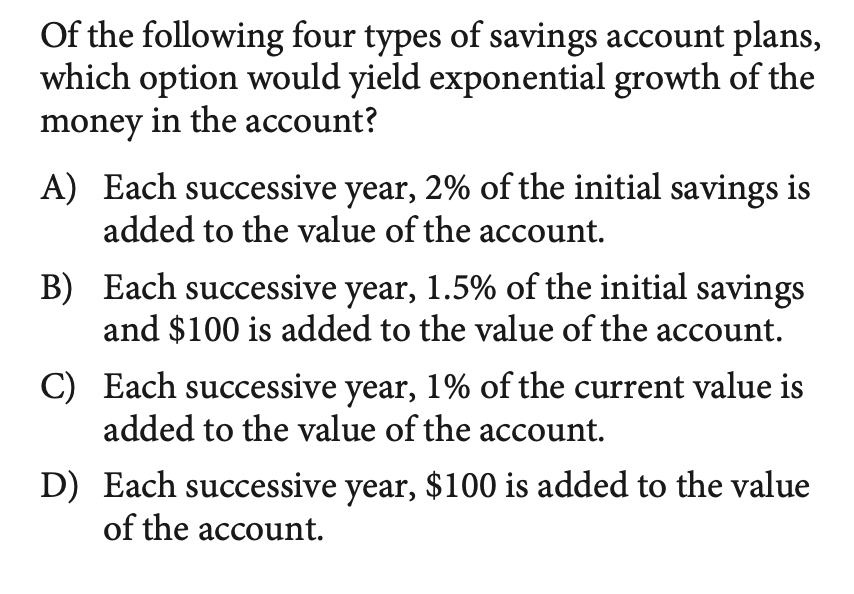 Of the following four types of savings account plans,
which option would yield exponential growth of the
money in the account?
A) Each successive year, 2% of the initial savings is
added to the value of the account.
B) Each successive year, 1.5% of the initial savings
and $100 is added to the value of the account.
C) Each successive year, 1% of the current value is
added to the value of the account.
D) Each successive year, $100 is added to the value
of the account.